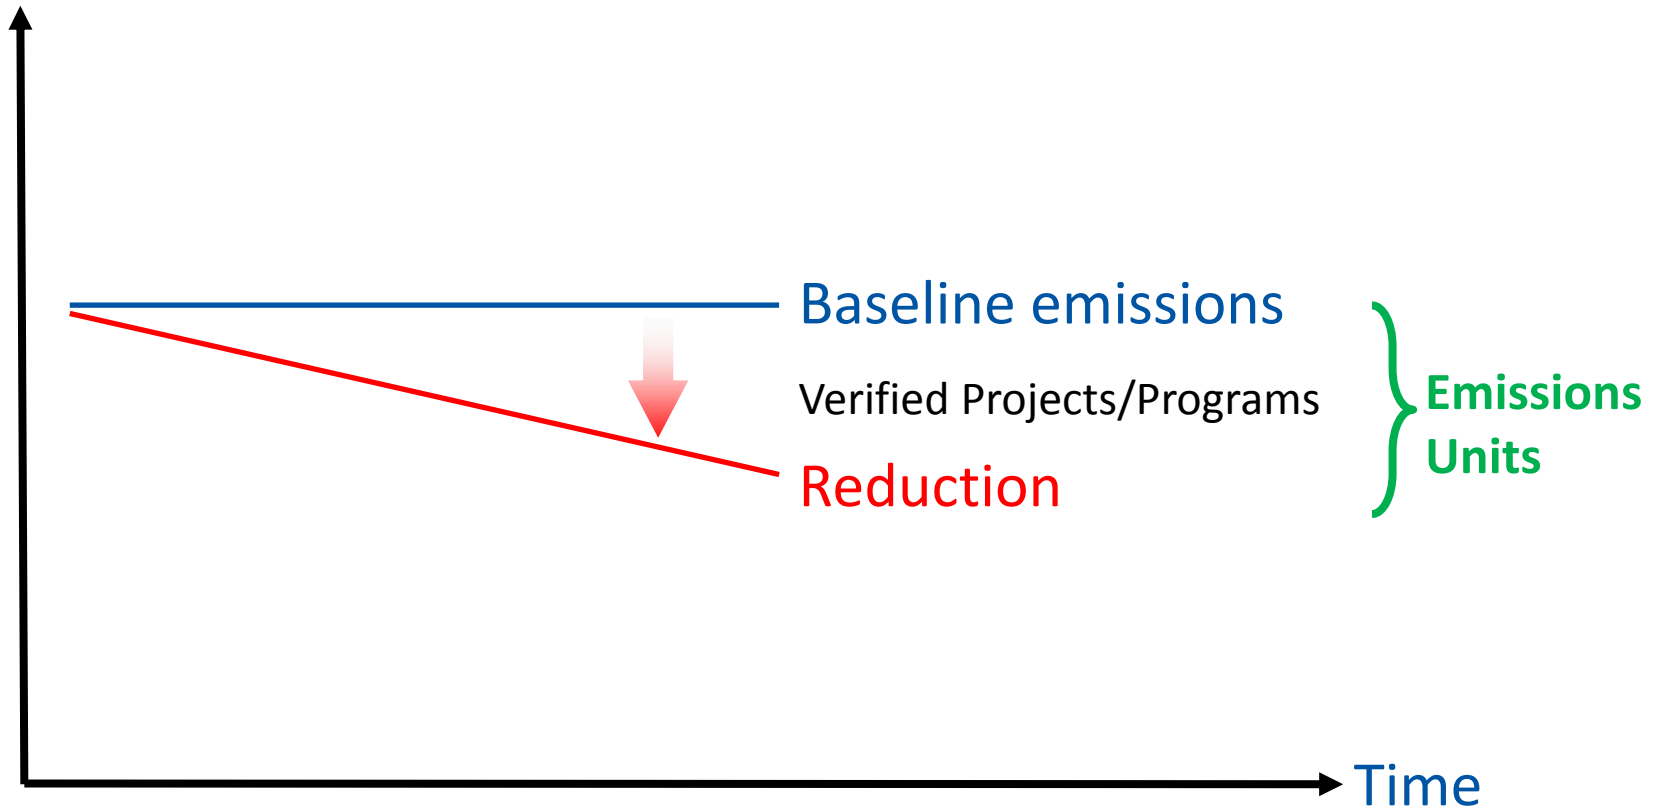 Baseline emissions
Verified Projects/Programs
Reduction
Emissions
Units
Time